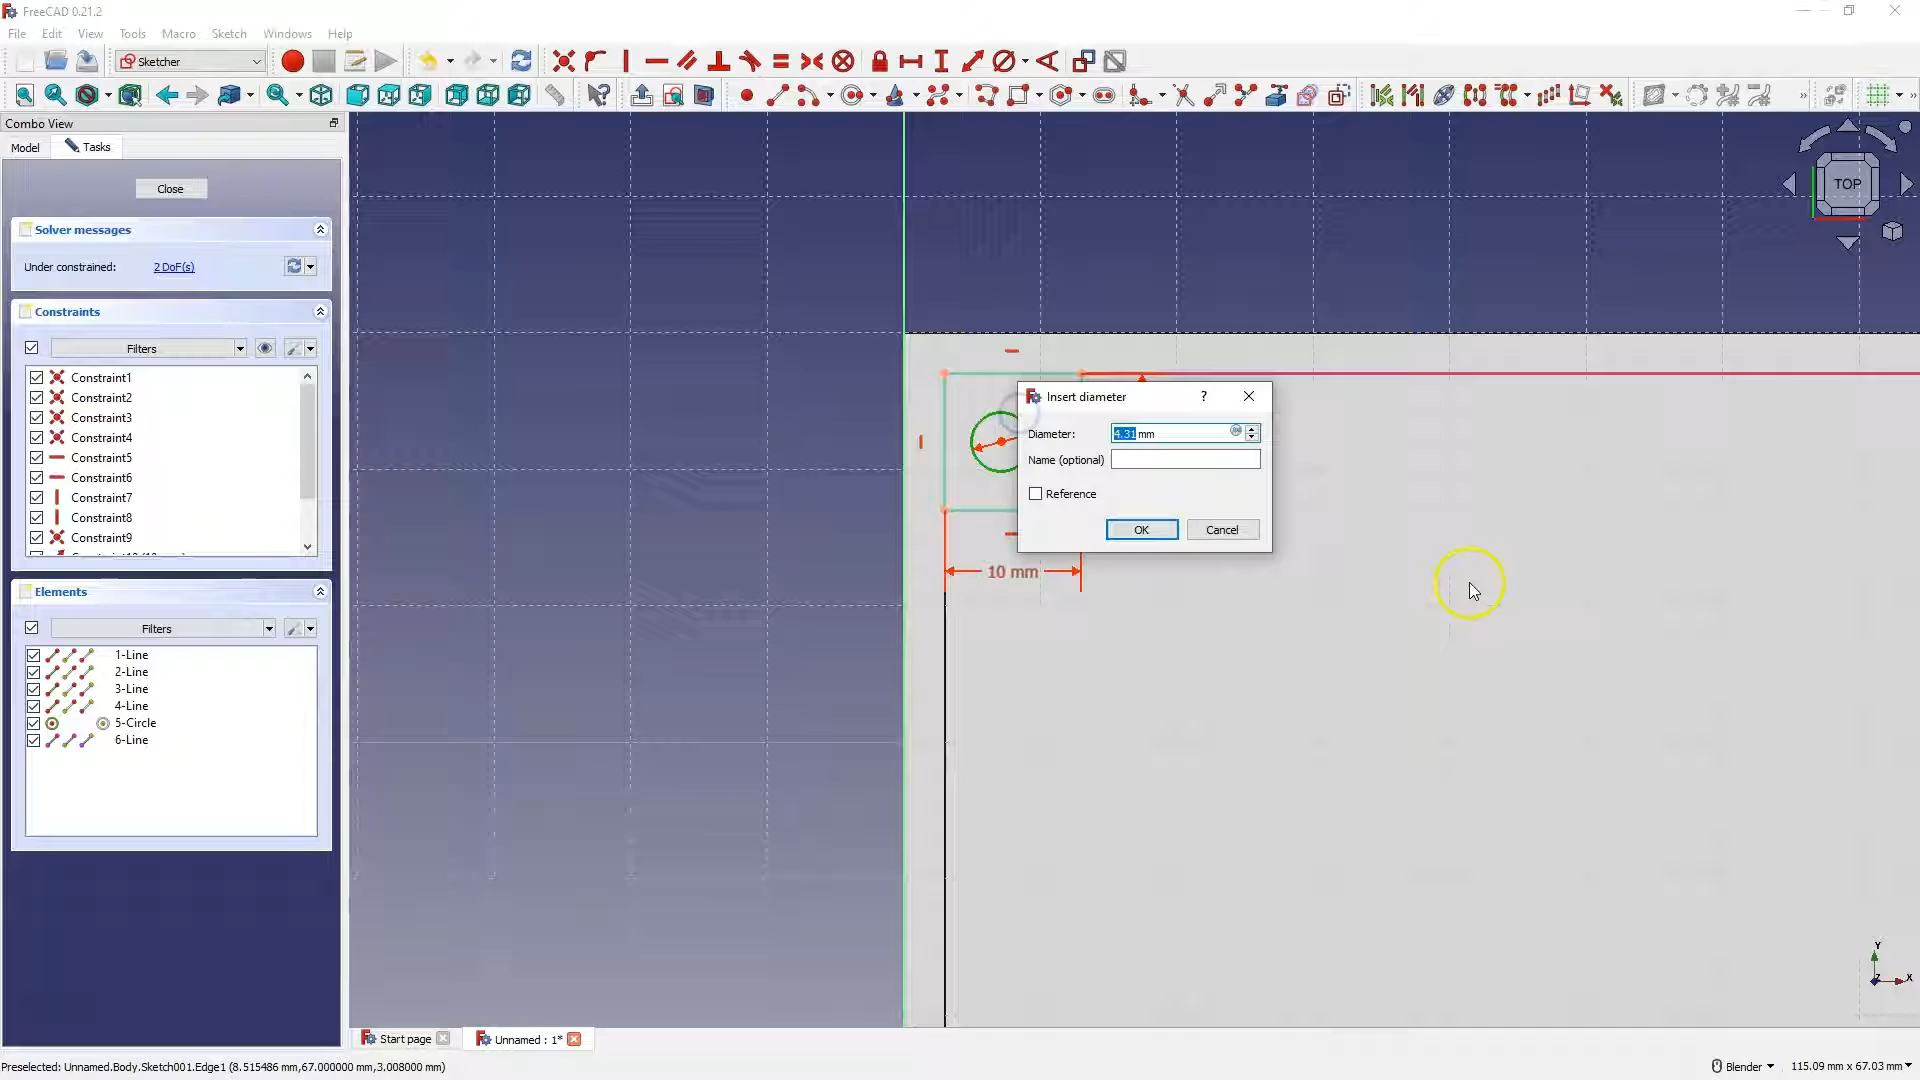 FreeCAD 0.21.2
File Edit View Tools Macro Sketch Windows Help
Sketcher
Combo View
Model Tasks
Close
Solver messages
Under constrained: 2 DoF(s)
Constraints
Filters
Constraint1
Constraint2
Constraint3
Constraint4
Constraint5
Constraint6
Constraint7
Constraint8
Constraint9
Elements
Filters
1-Line
2-Line
3-Line
4-Line
5-Circle
6-Line
TOP
Insert diameter ?
Diameter: 4.31 mm
Name (optional)
Reference
OK Cancel
10 mm
Y
Z X
Start page Unnamed : 1*
Preselected: Unnamed.Body.Sketch001.Edge1 (8.515486 mm,67.000000 mm,3.008000 mm)
Blender 115.09 mm x 67.03 mm